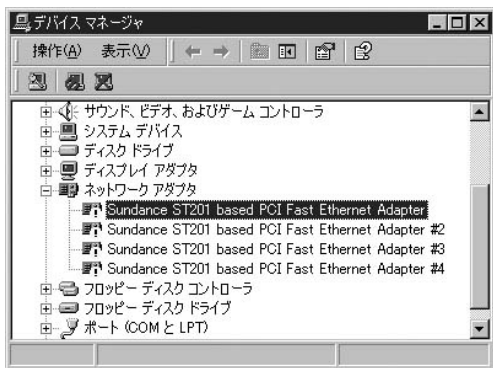 デバイス マネージャ
操作(A) 表示(V)
サウンド、ビデオ、およびゲーム コントローラ
システム デバイス
ディスク ドライブ
ディスプレイ アダプタ
ネットワーク アダプタ
Sundance ST201 based PCI Fast Ethernet Adapter
Sundance ST201 based PCI Fast Ethernet Adapter #2
Sundance ST201 based PCI Fast Ethernet Adapter #3
Sundance ST201 based PCI Fast Ethernet Adapter #4
フロッピー ディスク コントローラ
フロッピー ディスク ドライブ
ポート (COM と LPT)